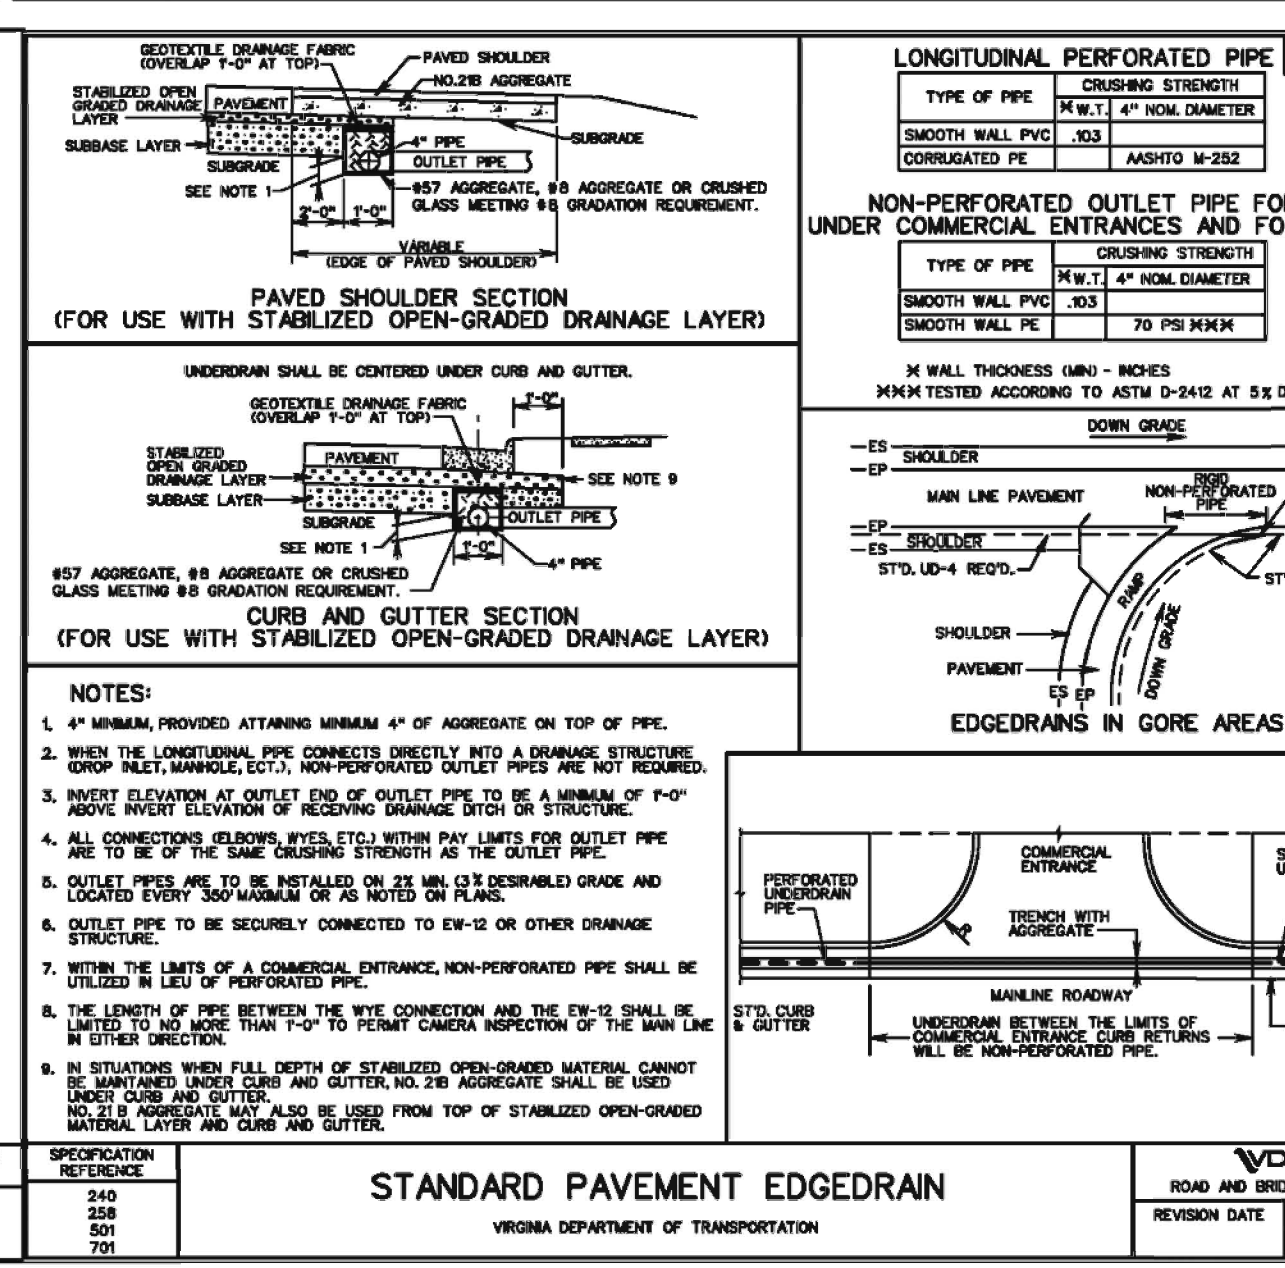 GEOTEXTILE DRAINAGE FABRIC
(OVERLAP 1'-0" AT TOP)
PAVED SHOULDER
NO.21B AGGREGATE
STABILIZED OPEN
GRADED DRAINAGE
LAYER
PAVEMENT
SUBBASE LAYER
SUBGRADE
4" PIPE
SUBGRADE
OUTLET PIPE
SEE NOTE 1
#57 AGGREGATE, #8 AGGREGATE OR CRUSHED
GLASS MEETING #8 GRADATION REQUIREMENT.
2'-0" 1'-0"
VARIABLE
(EDGE OF PAVED SHOULDER)
PAVED SHOULDER SECTION
(FOR USE WITH STABILIZED OPEN-GRADED DRAINAGE LAYER)
UNDERDRAIN SHALL BE CENTERED UNDER CURB AND GUTTER.
GEOTEXTILE DRAINAGE FABRIC
(OVERLAP 1'-0" AT TOP)
1'-0"
STABILIZED
OPEN GRADED
DRAINAGE LAYER
PAVEMENT
SEE NOTE 9
SUBBASE LAYER
SUBGRADE
OUTLET PIPE
SEE NOTE 1
1'-0"
4" PIPE
#57 AGGREGATE, #8 AGGREGATE OR CRUSHED
GLASS MEETING #8 GRADATION REQUIREMENT.
CURB AND GUTTER SECTION
(FOR USE WITH STABILIZED OPEN-GRADED DRAINAGE LAYER)
NOTES:
1. 4" MINIMUM, PROVIDED ATTAINING MINIMUM 4" OF AGGREGATE ON TOP OF PIPE.
2. WHEN THE LONGITUDINAL PIPE CONNECTS DIRECTLY INTO A DRAINAGE STRUCTURE
(DROP INLET, MANHOLE, ECT.), NON-PERFORATED OUTLET PIPES ARE NOT REQUIRED.
3. INVERT ELEVATION AT OUTLET END OF OUTLET PIPE TO BE A MINIMUM OF 1'-0"
ABOVE INVERT ELEVATION OF RECEIVING DRAINAGE DITCH OR STRUCTURE.
4. ALL CONNECTIONS (ELBOWS, WYES, ETC.) WITHIN PAY LIMITS FOR OUTLET PIPE
ARE TO BE OF THE SAME CRUSHING STRENGTH AS THE OUTLET PIPE.
5. OUTLET PIPES ARE TO BE INSTALLED ON 2% MIN. (3% DESIRABLE) GRADE AND
LOCATED EVERY 350' MAXIMUM OR AS NOTED ON PLANS.
6. OUTLET PIPE TO BE SECURELY CONNECTED TO EW-12 OR OTHER DRAINAGE
STRUCTURE.
7. WITHIN THE LIMITS OF A COMMERCIAL ENTRANCE, NON-PERFORATED PIPE SHALL BE
UTILIZED IN LIEU OF PERFORATED PIPE.
8. THE LENGTH OF PIPE BETWEEN THE WYE CONNECTION AND THE EW-12 SHALL BE
LIMITED TO NO MORE THAN 1'-0" TO PERMIT CAMERA INSPECTION OF THE MAIN LINE
IN EITHER DIRECTION.
9. IN SITUATIONS WHEN FULL DEPTH OF STABILIZED OPEN-GRADED MATERIAL CANNOT
BE MAINTAINED UNDER CURB AND GUTTER, NO. 21B AGGREGATE SHALL BE USED
UNDER CURB AND GUTTER.
NO. 21 B AGGREGATE MAY ALSO BE USED FROM TOP OF STABILIZED OPEN-GRADED
MATERIAL LAYER AND CURB AND GUTTER.
LONGITUDINAL PERFORATED PIPE
TYPE OF PIPE
CRUSHING STRENGTH
* W.T. 4" NOM. DIAMETER
SMOOTH WALL PVC .103
CORRUGATED PE AASHTO M-252
NON-PERFORATED OUTLET PIPE FO
UNDER COMMERCIAL ENTRANCES AND FO
TYPE OF PIPE
CRUSHING STRENGTH
* W.T. 4" NOM. DIAMETER
SMOOTH WALL PVC .103
SMOOTH WALL PE 70 PSI ***
* WALL THICKNESS (MIN) - INCHES
*** TESTED ACCORDING TO ASTM D-2412 AT 5% D
DOWN GRADE
ES
SHOULDER
EP
MAIN LINE PAVEMENT
RIGID
NON-PERFORATED
PIPE
EP
SHOULDER
ES
ST'D. UD-4 REQ'D.
ST'
RAMP
DOWN GRADE
SHOULDER
PAVEMENT
ES EP
EDGEDRAINS IN GORE AREAS
COMMERCIAL
ENTRANCE
S
U
PERFORATED
UNDERDRAIN
PIPE
TRENCH WITH
AGGREGATE
R
MAINLINE ROADWAY
ST'D. CURB
& GUTTER
UNDERDRAIN BETWEEN THE LIMITS OF
COMMERCIAL ENTRANCE CURB RETURNS
WILL BE NON-PERFORATED PIPE.
SPECIFICATION
REFERENCE
240
258
501
701
STANDARD PAVEMENT EDGEDRAIN
VIRGINIA DEPARTMENT OF TRANSPORTATION
VD
ROAD AND BRID
REVISION DATE